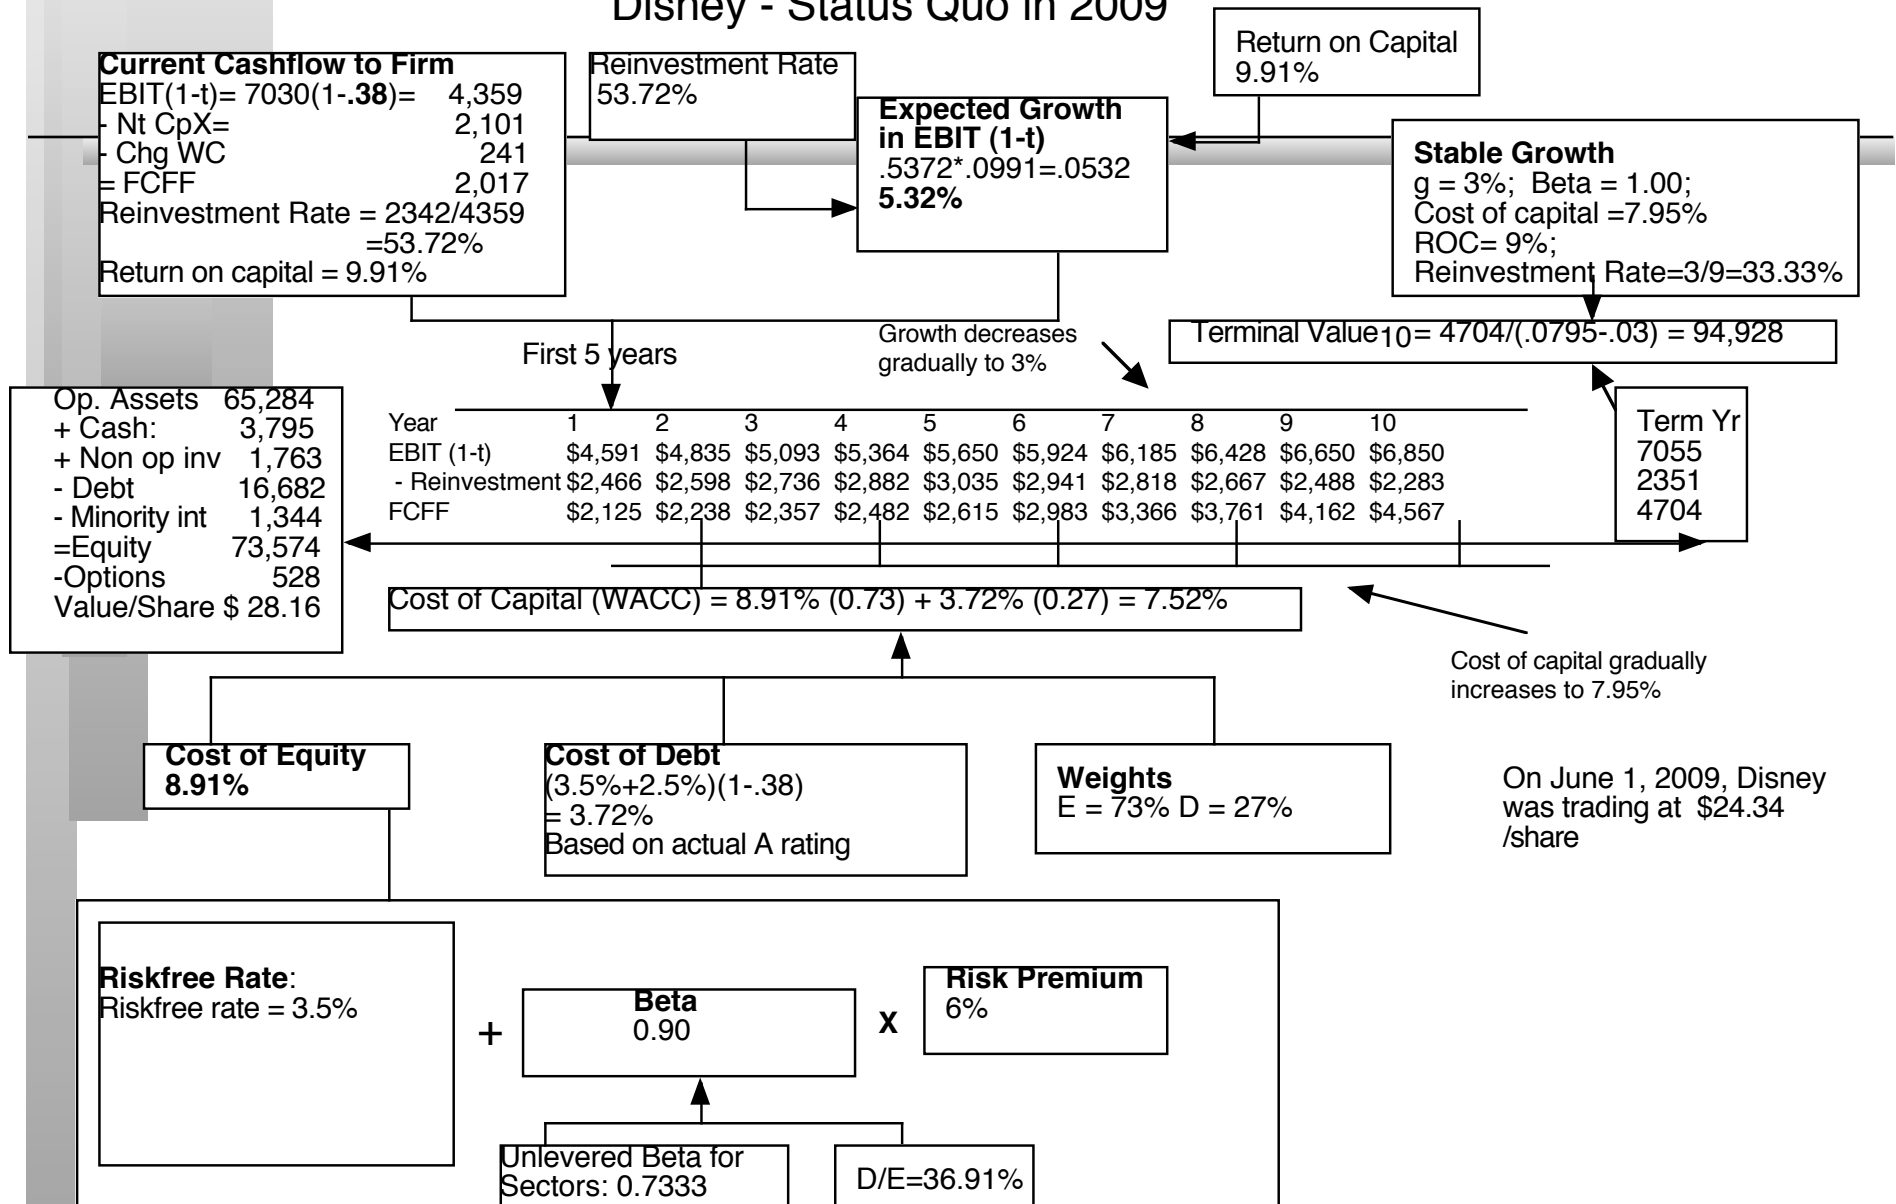 Disney - Status Quo in 2009
Current Cashflow to Firm
EBIT(1-t)= 7030(1-.38)= 4,359
- Nt CpX= 2,101
- Chg WC 241
= FCFF 2,017
Reinvestment Rate = 2342/4359
=53.72%
Return on capital = 9.91%
Reinvestment Rate
53.72%
Expected Growth
in EBIT (1-t)
.5372*.0991=.0532
5.32%
Return on Capital
9.91%
Stable Growth
g = 3%; Beta = 1.00;
Cost of capital =7.95%
ROC= 9%;
Reinvestment Rate=3/9=33.33%
Terminal Value10= 4704/(.0795-.03) = 94,928
First 5 years
Growth decreases
gradually to 3%
Op. Assets 65,284
+ Cash: 3,795
+ Non op inv 1,763
- Debt 16,682
- Minority int 1,344
=Equity 73,574
-Options 528
Value/Share $ 28.16
Year 1 2 3 4 5 6 7 8 9 10
EBIT (1-t) $4,591 $4,835 $5,093 $5,364 $5,650 $5,924 $6,185 $6,428 $6,650 $6,850
- Reinvestment $2,466 $2,598 $2,736 $2,882 $3,035 $2,941 $2,818 $2,667 $2,488 $2,283
FCFF $2,125 $2,238 $2,357 $2,482 $2,615 $2,983 $3,366 $3,761 $4,162 $4,567
Term Yr
7055
2351
4704
Cost of Capital (WACC) = 8.91% (0.73) + 3.72% (0.27) = 7.52%
Cost of capital gradually
increases to 7.95%
Cost of Equity
8.91%
Cost of Debt
(3.5%+2.5%)(1-.38)
= 3.72%
Based on actual A rating
Weights
E = 73% D = 27%
On June 1, 2009, Disney
was trading at $24.34
/share
Riskfree Rate:
Riskfree rate = 3.5%
+
Beta
0.90
X
Risk Premium
6%
Unlevered Beta for
Sectors: 0.7333
D/E=36.91%